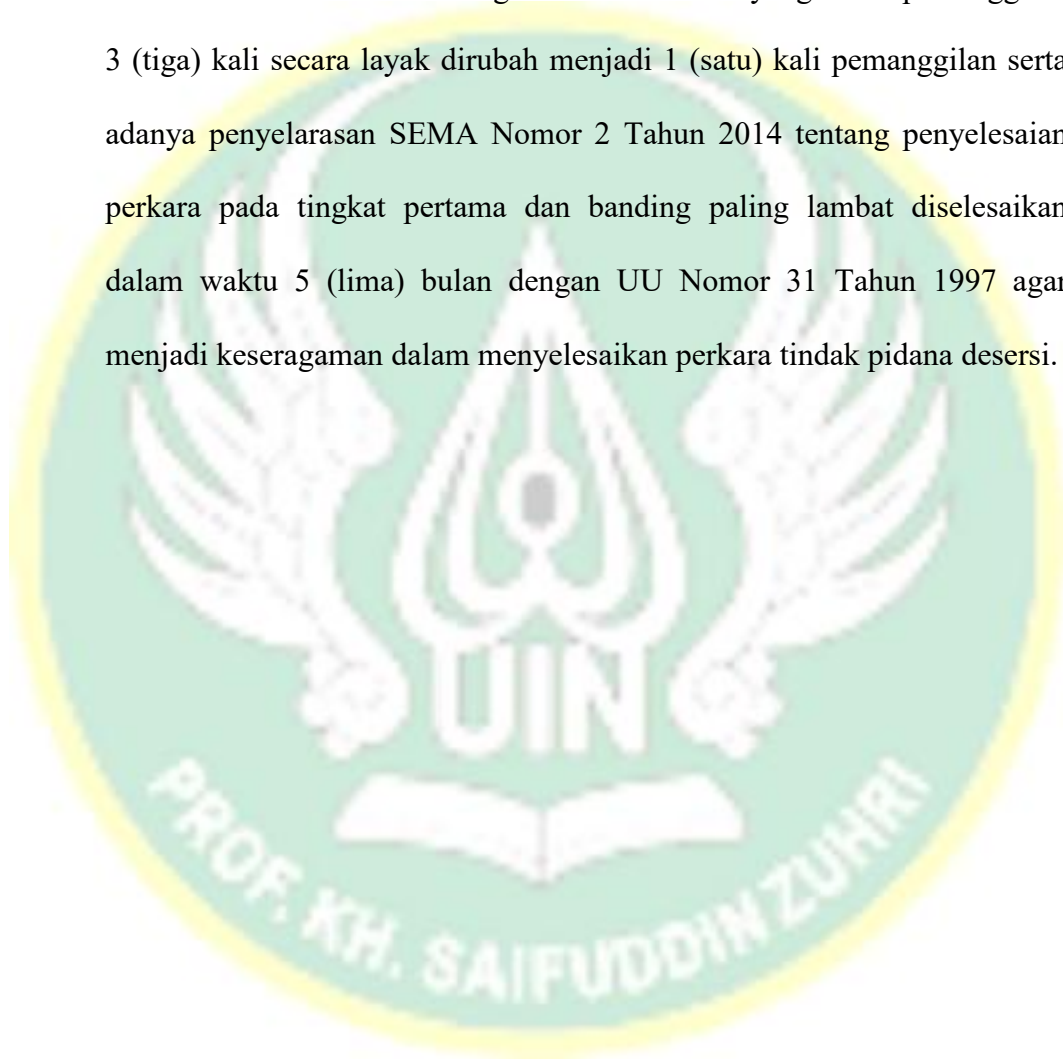 3 (tiga) kali secara layak dirubah menjadi 1 (satu) kali pemanggilan serta
adanya penyelarasan SEMA Nomor 2 Tahun 2014 tentang penyelesaian
perkara pada tingkat pertama dan banding paling lambat diselesaikan
dalam waktu 5 (lima) bulan dengan UU Nomor 31 Tahun 1997 agar
menjadi keseragaman dalam menyelesaikan perkara tindak pidana desersi.
UIN
PROF. KH. SAIFUDDIN ZUHRI